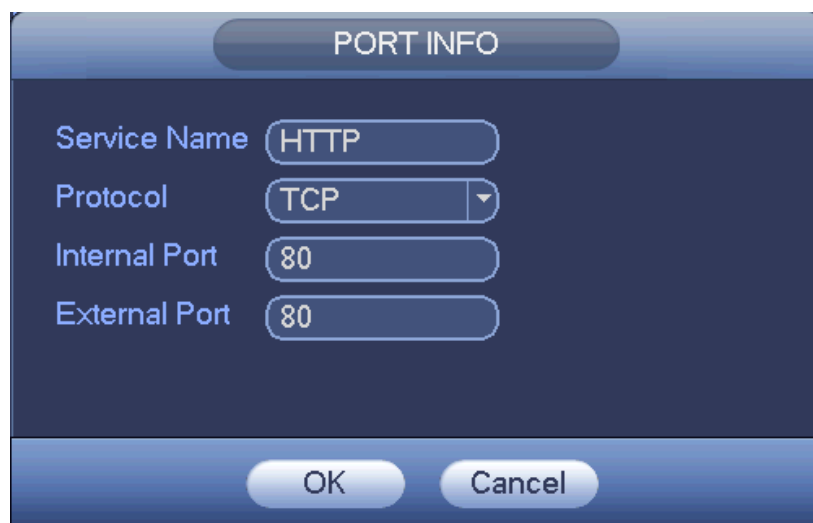 PORT INFO
Service Name HTTP
Protocol TCP
Internal Port 80
External Port 80
OK Cancel